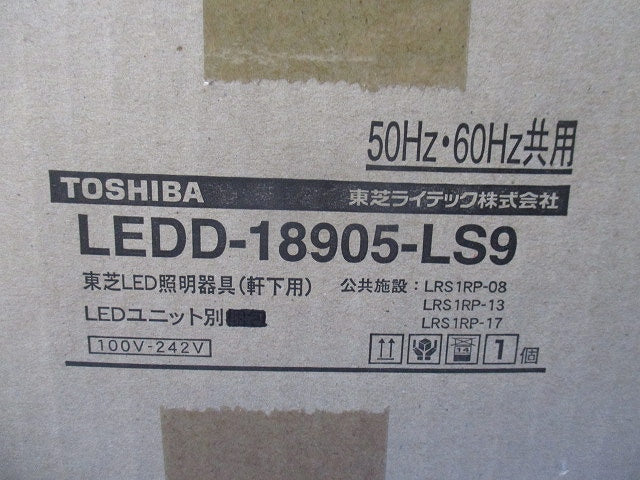 50Hz・60Hz共用
TOSHIBA 東芝ライテック株式会社
LEDD-18905-LS9
東芝LED照明器具(軒下用) 公共施設：LRS1RP-08
LRS1RP-13
LEDユニット別
LRS1RP-17
100V-242V
14
1個